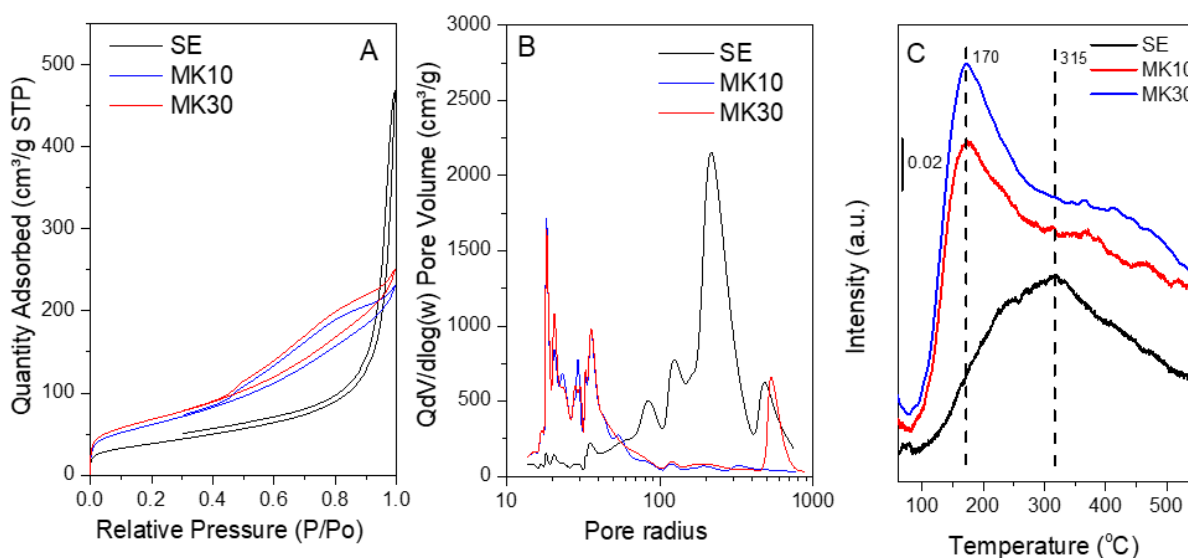 A
SE
MK10
MK30
Quantity Adsorbed (cm³/g STP)
500
400
300
200
100
0
0.0 0.2 0.4 0.6 0.8 1.0
Relative Pressure (P/Po)
B
SE
MK10
MK30
QdV/dlog(w) Pore Volume (cm³/g)
3000
2500
2000
1500
1000
500
0
10 100 1000
Pore radius
C
170
315
SE
MK10
MK30
0.02
Intensity (a.u.)
100 200 300 400 500
Temperature (°C)